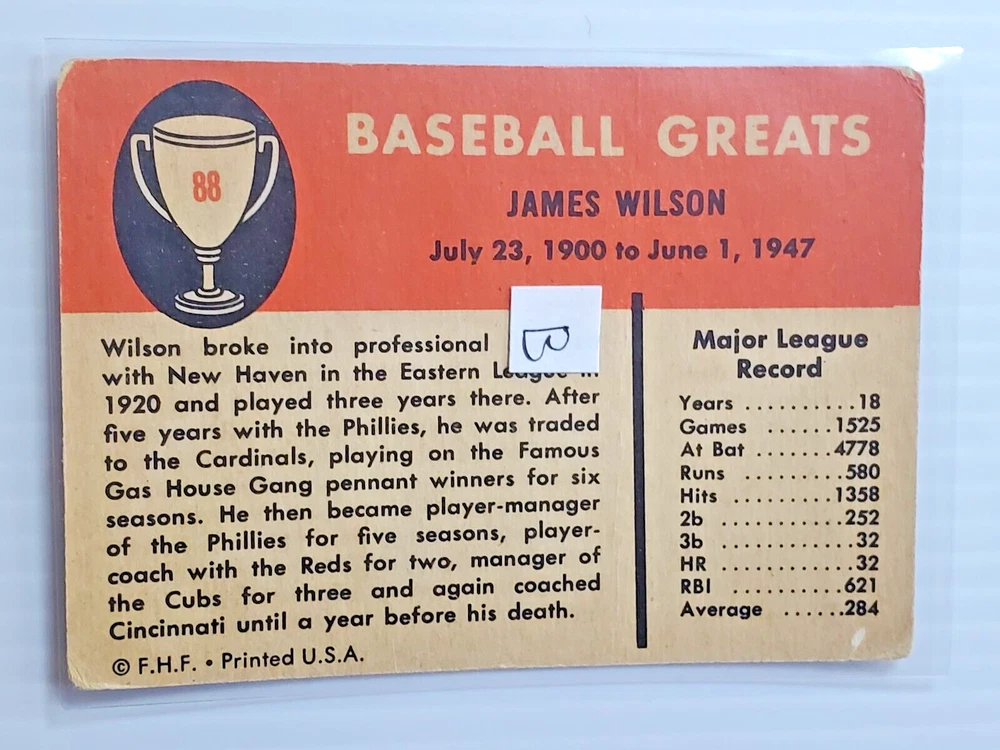 88
BASEBALL GREATS
JAMES WILSON
July 23, 1900 to June 1, 1947
B
Wilson broke into professional
with New Haven in the Eastern League in
1920 and played three years there. After
five years with the Phillies, he was traded
to the Cardinals, playing on the Famous
Gas House Gang pennant winners for six
seasons. He then became player-manager
of the Phillies for five seasons, player-
coach with the Reds for two, manager of
the Cubs for three and again coached
Cincinnati until a year before his death.
© F.H.F. • Printed U.S.A.
Major League
Record
Years ..........18
Games ......1525
At Bat .......4778
Runs .........580
Hits .........1358
2b ...........252
3b ............32
HR ............32
RBI ..........621
Average ......284